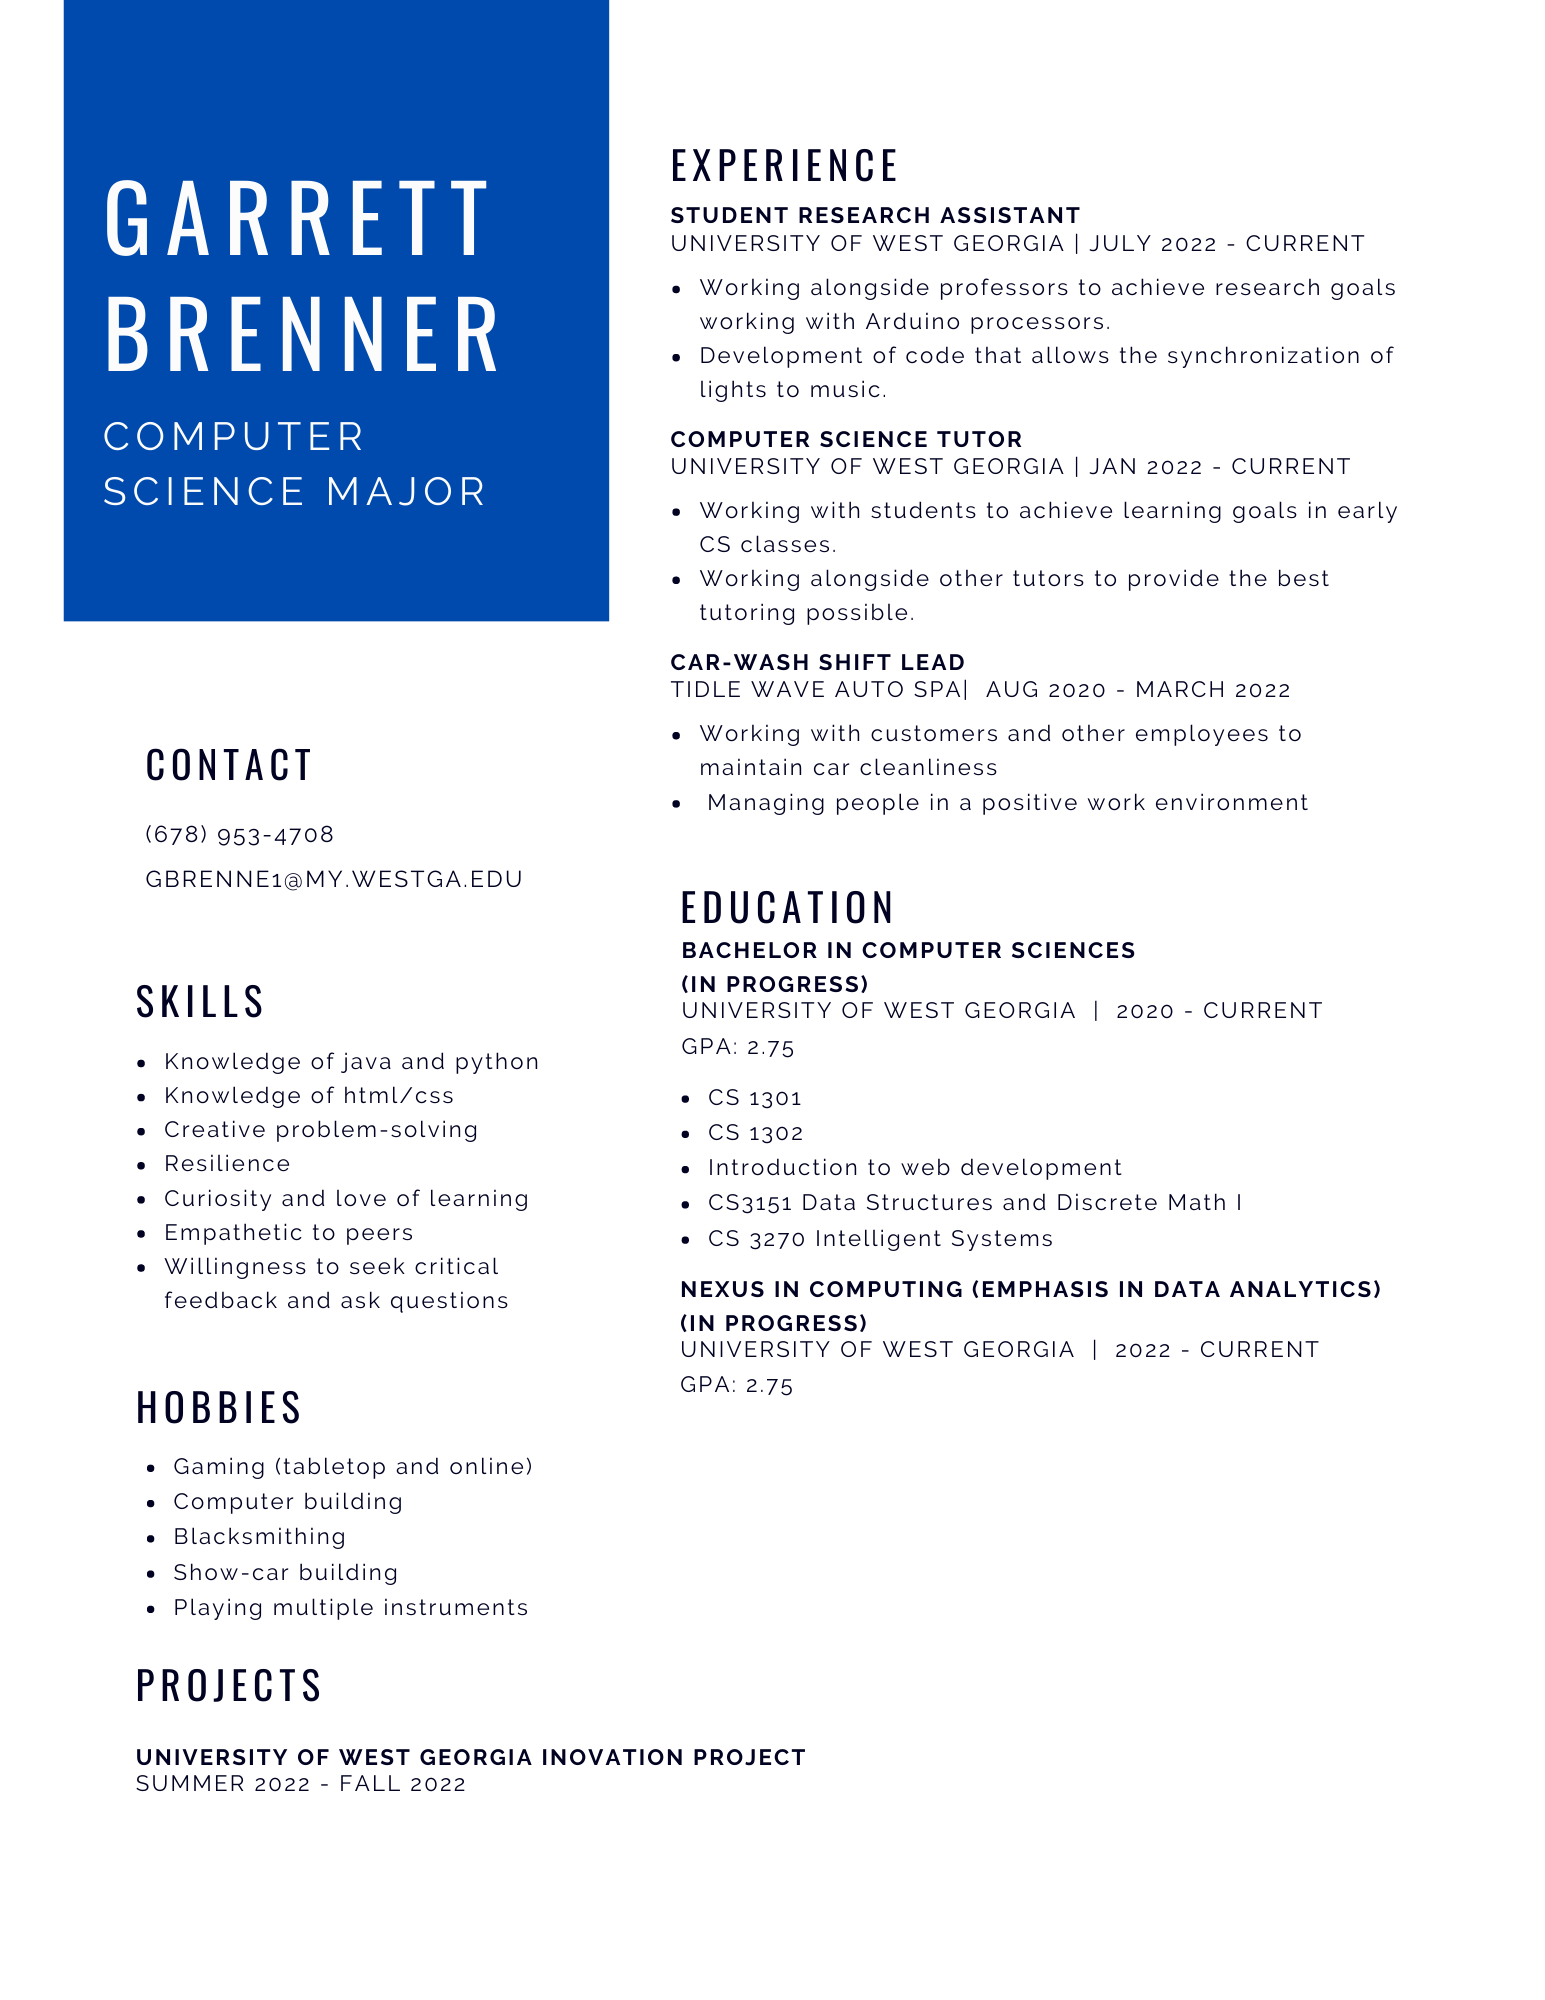 GARRETT
BRENNER
COMPUTER
SCIENCE MAJOR
CONTACT
(678) 953-4708
GBRENNE1@MY.WESTGA.EDU
SKILLS
• Knowledge of java and python
• Knowledge of html/css
• Creative problem-solving
• Resilience
• Curiosity and love of learning
• Empathetic to peers
• Willingness to seek critical
feedback and ask questions
HOBBIES
• Gaming (tabletop and online)
• Computer building
• Blacksmithing
• Show-car building
• Playing multiple instruments
PROJECTS
UNIVERSITY OF WEST GEORGIA INOVATION PROJECT
SUMMER 2022 - FALL 2022
EXPERIENCE
STUDENT RESEARCH ASSISTANT
UNIVERSITY OF WEST GEORGIA | JULY 2022 - CURRENT
• Working alongside professors to achieve research goals
working with Arduino processors.
• Development of code that allows the synchronization of
lights to music.
COMPUTER SCIENCE TUTOR
UNIVERSITY OF WEST GEORGIA | JAN 2022 - CURRENT
• Working with students to achieve learning goals in early
CS classes.
• Working alongside other tutors to provide the best
tutoring possible.
CAR-WASH SHIFT LEAD
TIDLE WAVE AUTO SPA| AUG 2020 - MARCH 2022
• Working with customers and other employees to
maintain car cleanliness
• Managing people in a positive work environment
EDUCATION
BACHELOR IN COMPUTER SCIENCES
(IN PROGRESS)
UNIVERSITY OF WEST GEORGIA | 2020 - CURRENT
GPA: 2.75
• CS 1301
• CS 1302
• Introduction to web development
• CS3151 Data Structures and Discrete Math I
• CS 3270 Intelligent Systems
NEXUS IN COMPUTING (EMPHASIS IN DATA ANALYTICS)
(IN PROGRESS)
UNIVERSITY OF WEST GEORGIA | 2022 - CURRENT
GPA: 2.75